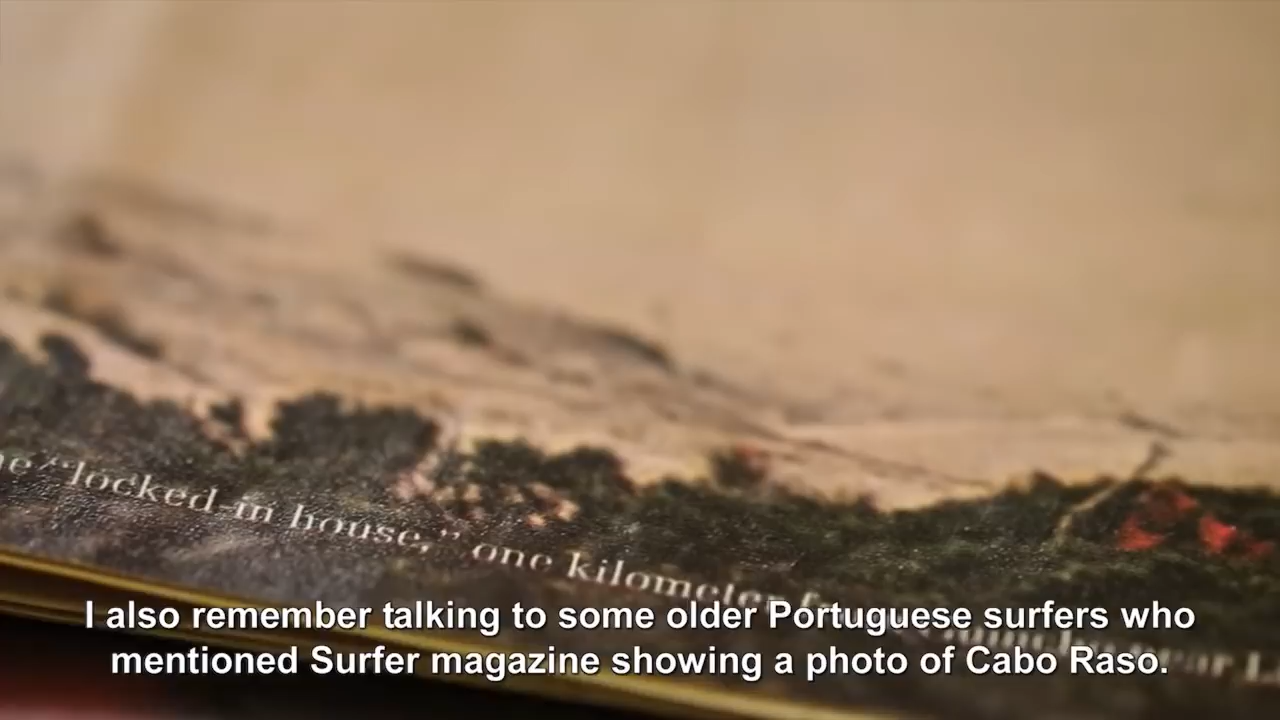 “locked-in house,” one kilometer
I also remember talking to some older Portuguese surfers who
mentioned Surfer magazine showing a photo of Cabo Raso.